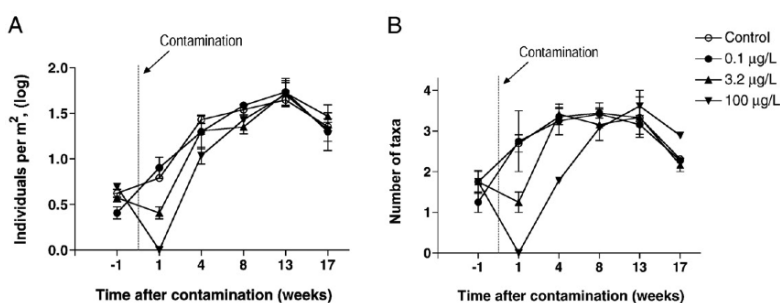 A
Contamination
2.0
1.5
1.0
0.5
0.0
Individuals per m², (log)
-1 1 4 8 13 17
Time after contamination (weeks)
B
Contamination
4
3
2
1
0
Number of taxa
-1 1 4 8 13 17
Time after contamination (weeks)
Control
0.1 µg/L
3.2 µg/L
100 µg/L